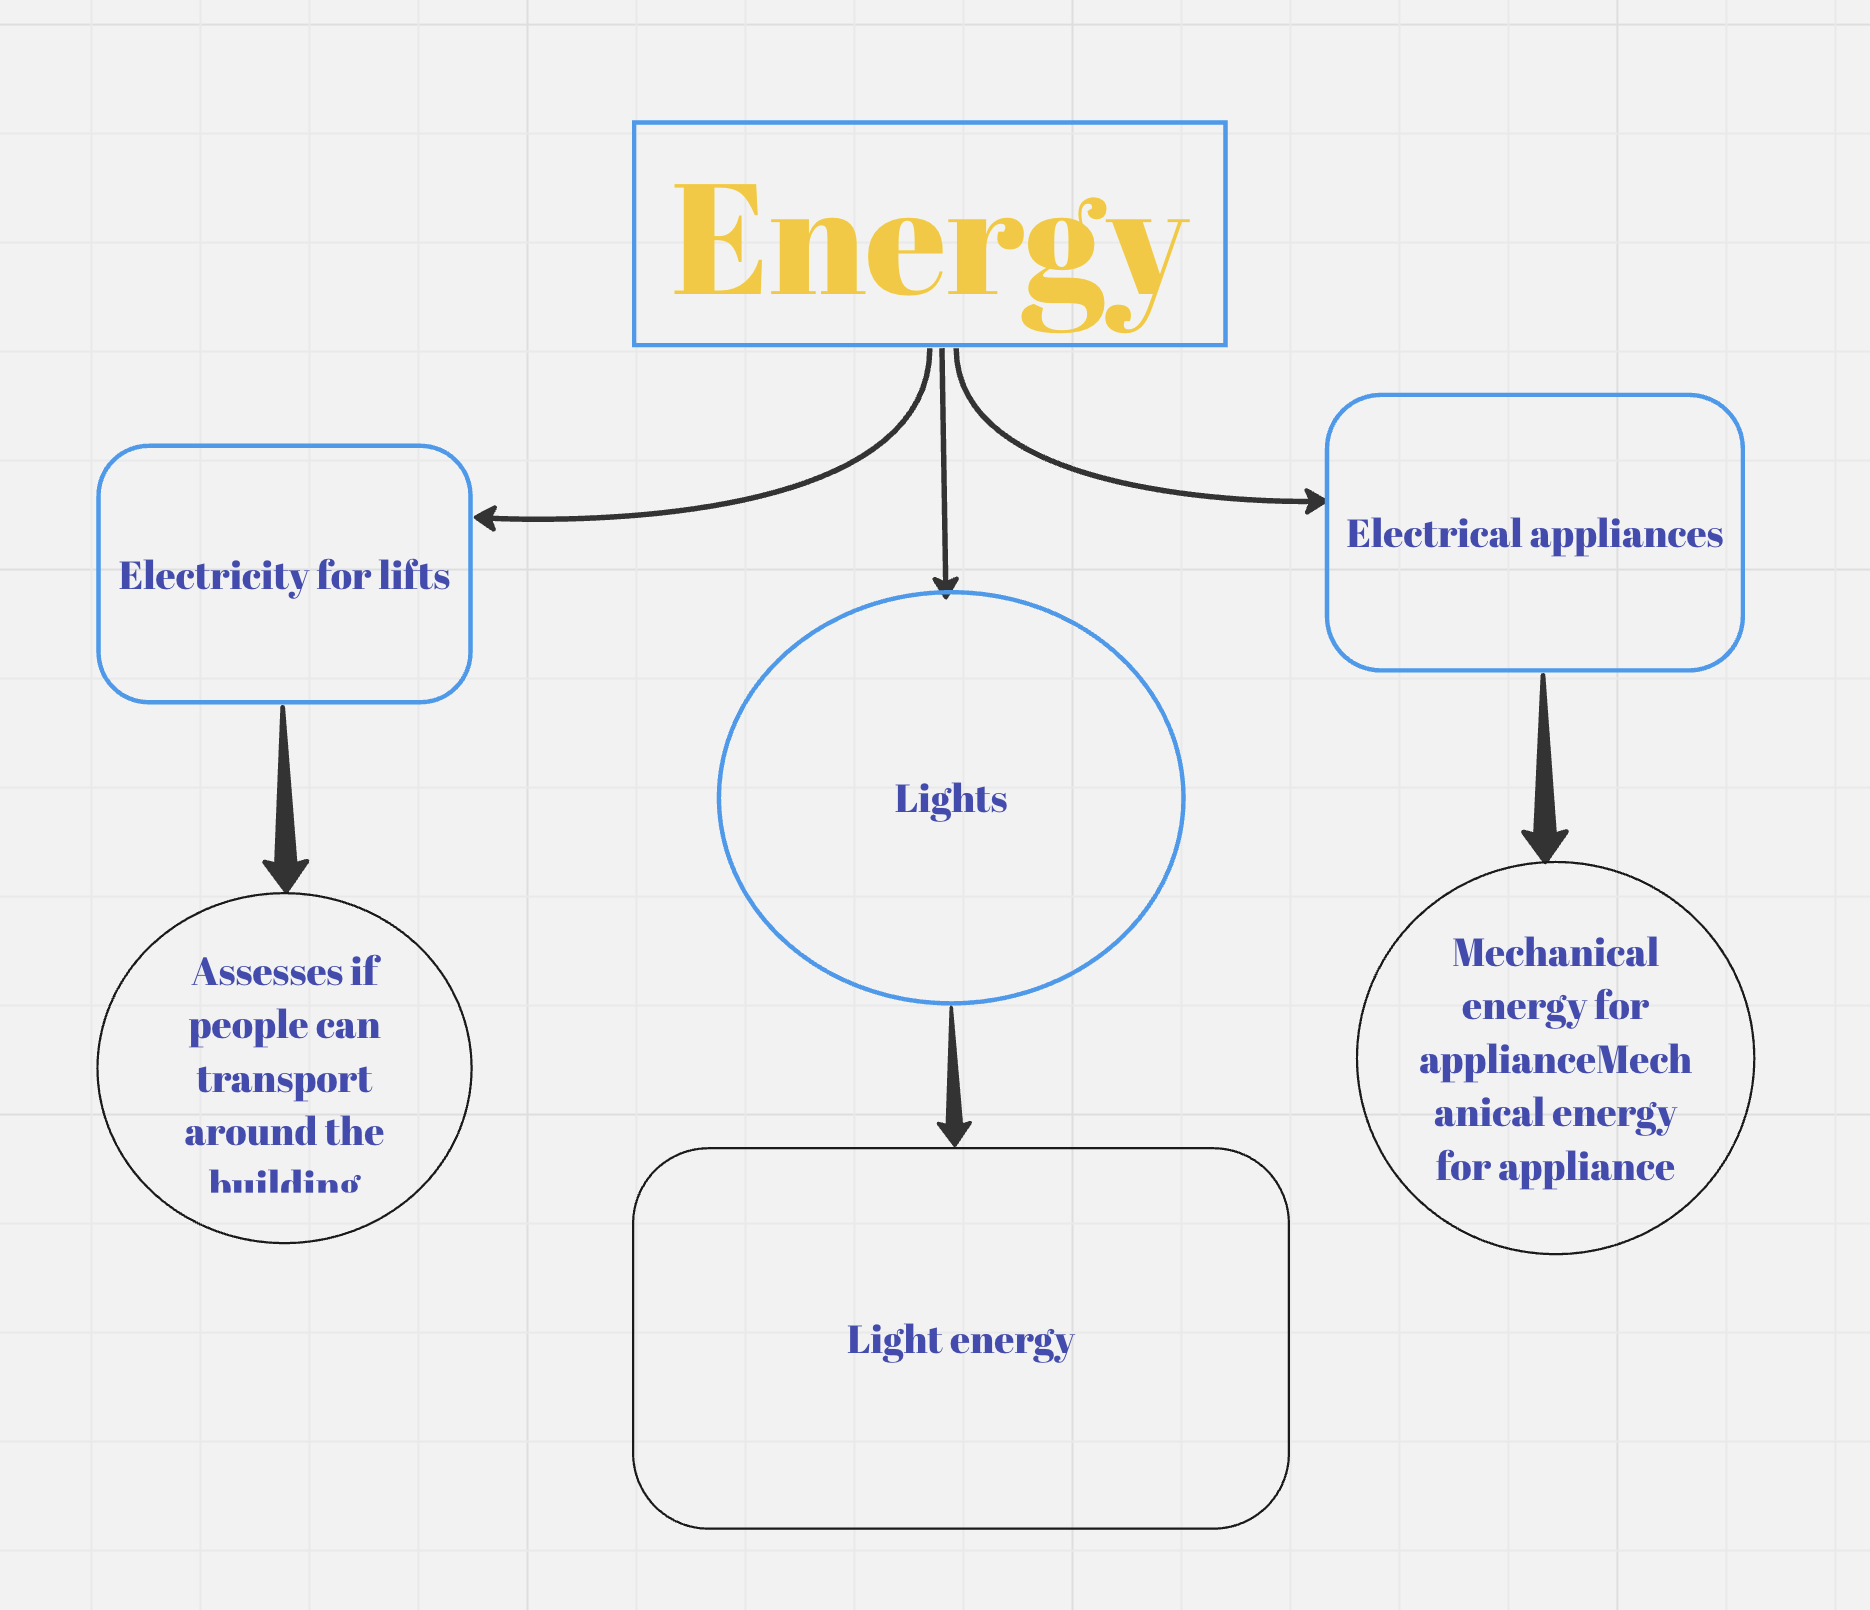 Energy
Electricity for lifts
Electrical appliances
Lights
Assesses if
people can
transport
around the
building
Mechanical
energy for
applianceMech
anical energy
for appliance
Light energy